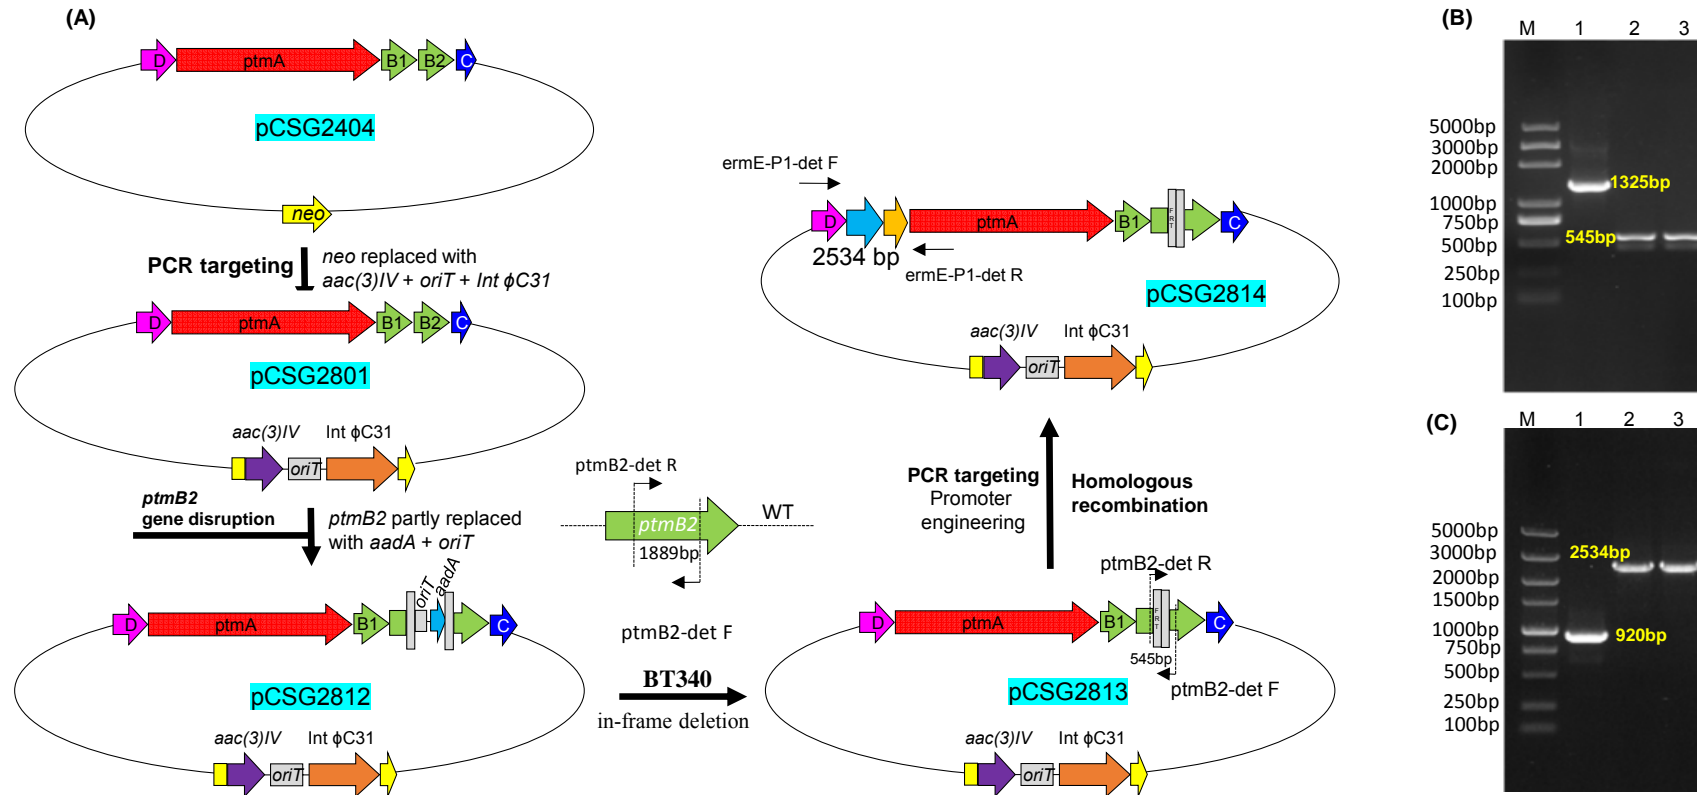 (A)
D
ptmA
B1
B2
C
pCSG2404
neo
PCR targeting
neo replaced with
aac(3)IV + oriT + Int ϕC31
D
ptmA
B1
B2
C
pCSG2801
aac(3)IV
Int ϕC31
oriT
ptmB2
gene disruption
ptmB2 partly replaced
with aadA + oriT
D
ptmA
B1
oriT
aadA
C
pCSG2812
aac(3)IV
Int ϕC31
oriT
ptmB2-det R
ptmB2
WT
1889bp
ptmB2-det F
BT340
in-frame deletion
ermE-P1-det F
D
ptmA
B1
FRT
C
2534 bp
ermE-P1-det R
pCSG2814
aac(3)IV
Int ϕC31
oriT
PCR targeting
Promoter
engineering
Homologous
recombination
ptmB2-det R
D
ptmA
B1
FRT
C
545bp
ptmB2-det F
pCSG2813
aac(3)IV
Int ϕC31
oriT
(B)
M 1 2 3
5000bp
3000bp
2000bp
1325bp
1000bp
750bp
545bp
500bp
250bp
100bp
(C)
M 1 2 3
5000bp
2534bp
3000bp
2000bp
1500bp
1000bp
920bp
750bp
500bp
250bp
100bp